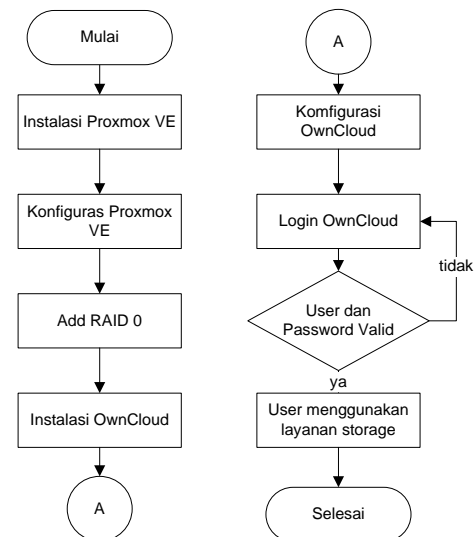 Mulai
Instalasi Proxmox VE
Konfiguras Proxmox
VE
Add RAID 0
Instalasi OwnCloud
A
A
Komfigurasi
OwnCloud
Login OwnCloud
tidak
User dan
Password Valid
ya
User menggunakan
layanan storage
Selesai